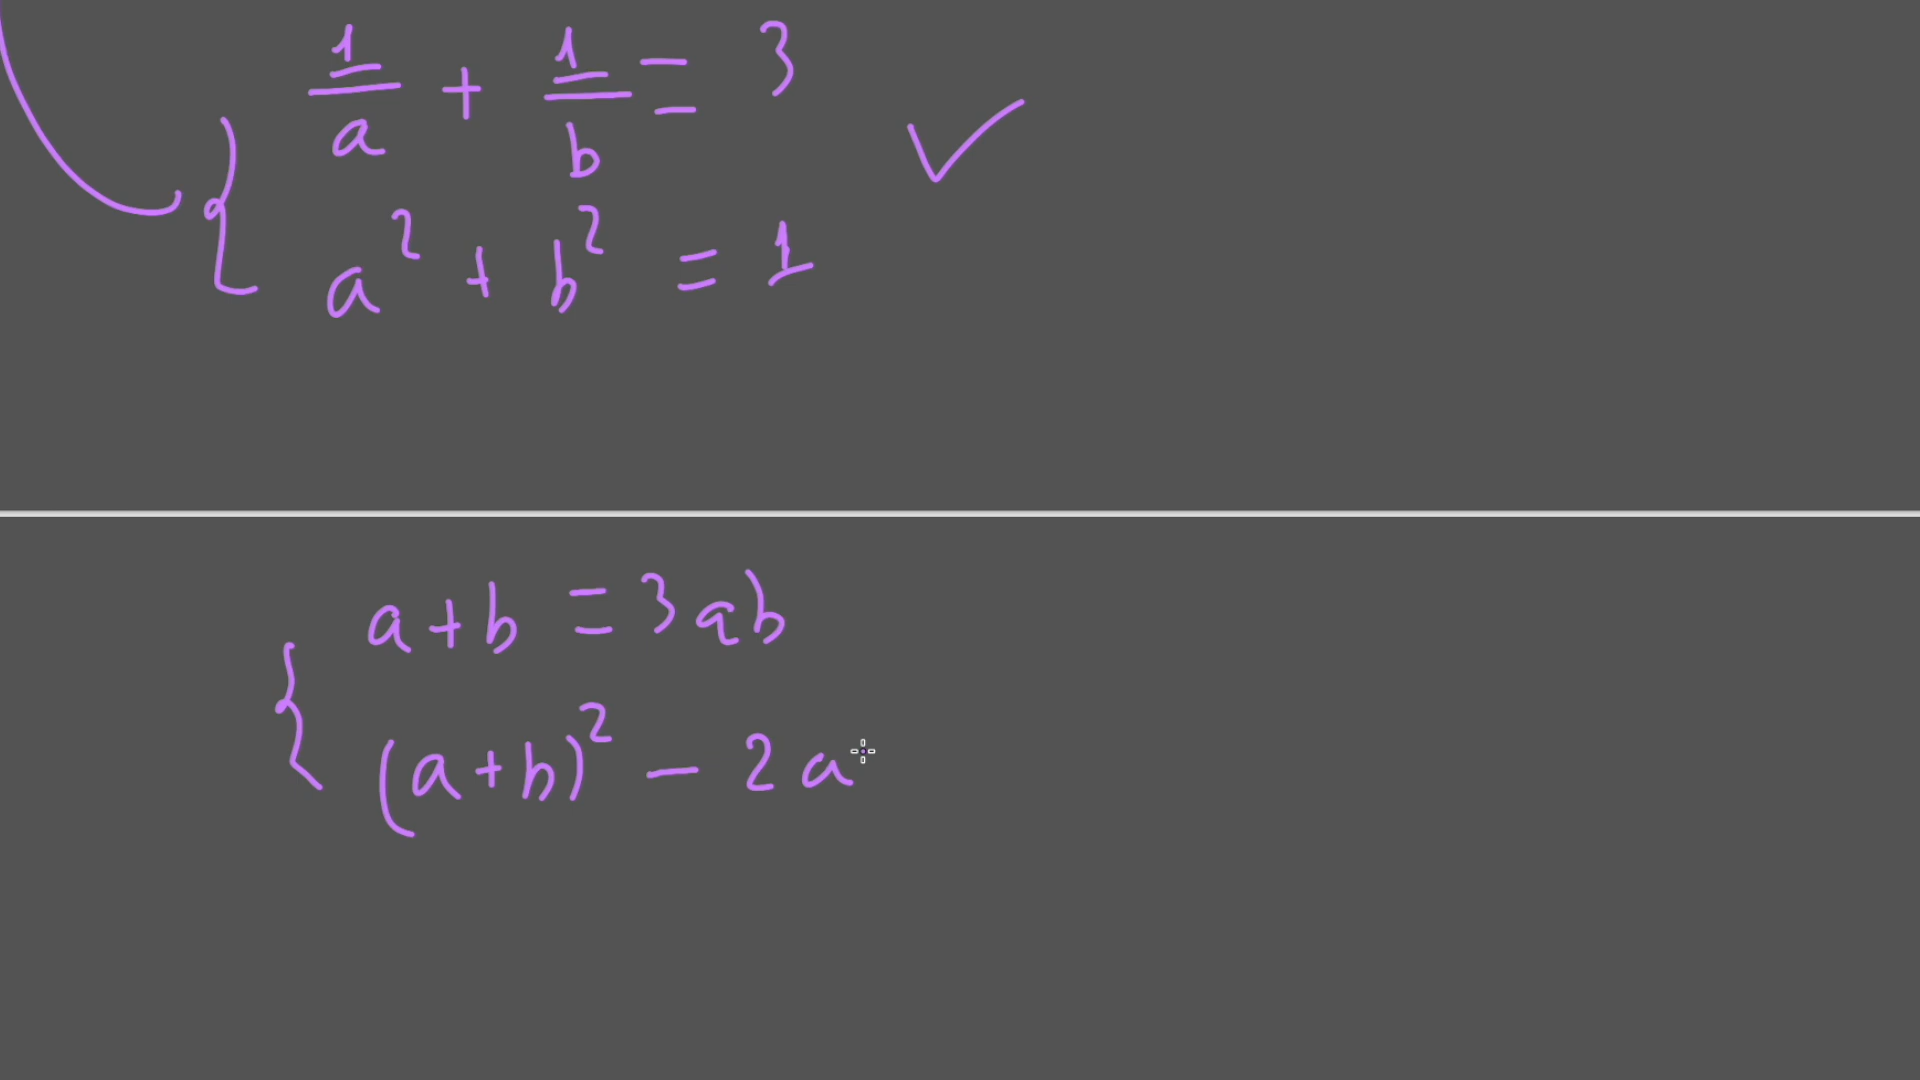 1/a + 1/b = 3
a² + b² = 1
a+b = 3ab
(a+b)² - 2a